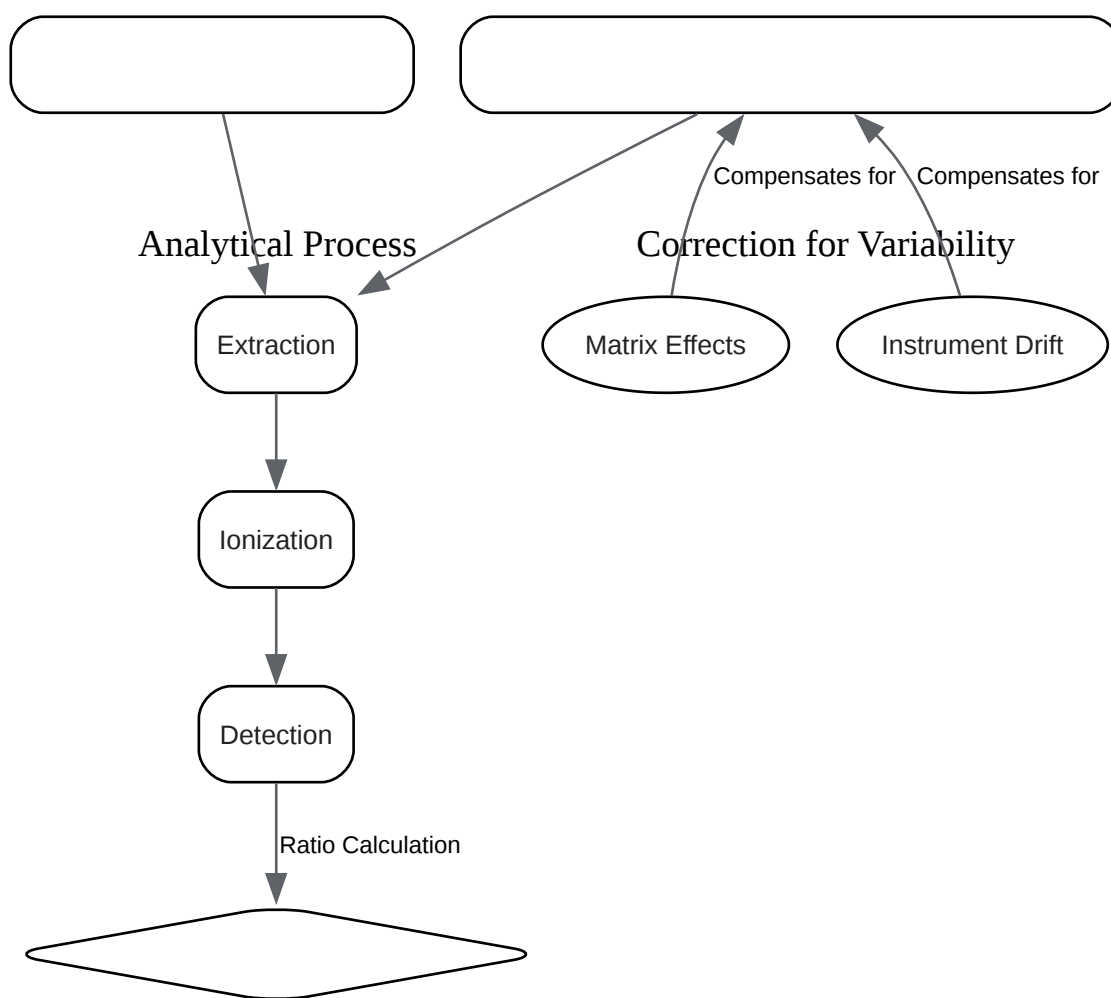 Compensates for
Compensates for
Analytical Process
Correction for Variability
Extraction
Matrix Effects
Instrument Drift
Ionization
Detection
Ratio Calculation